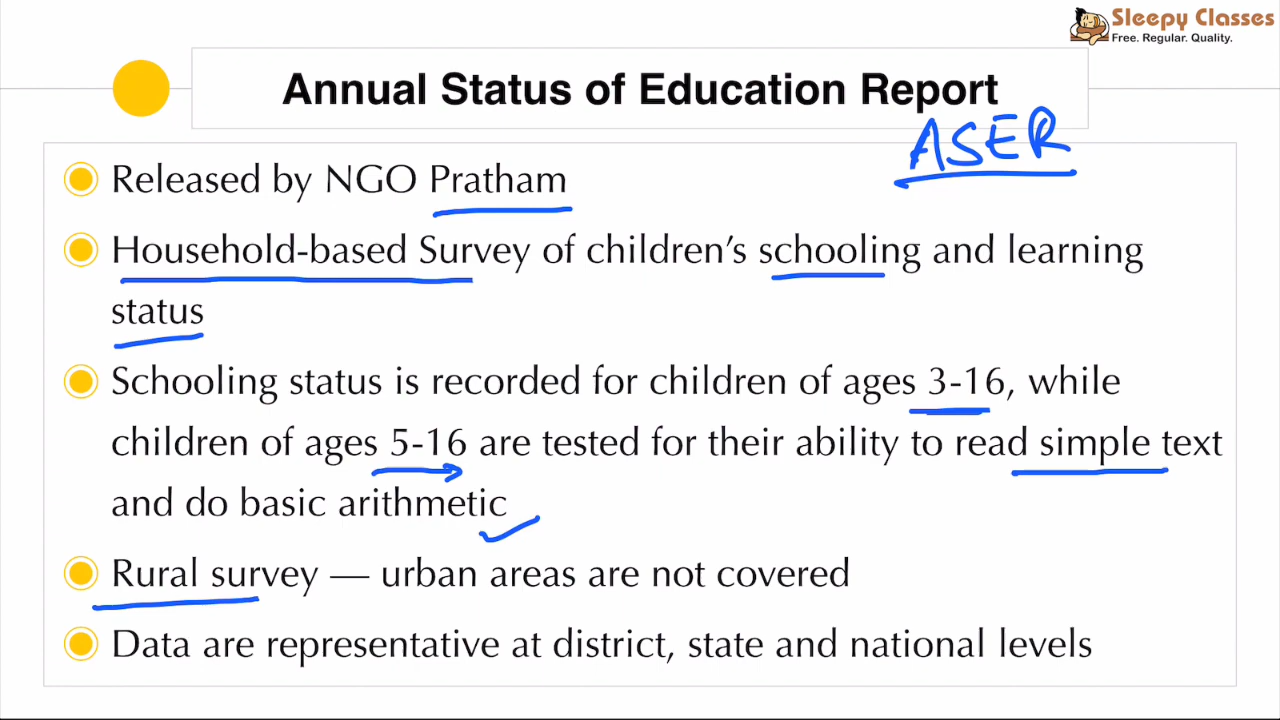 Sleepy Classes
Free. Regular. Quality.
Annual Status of Education Report
ASER
Released by NGO Pratham
Household-based Survey of children’s schooling and learning
status
Schooling status is recorded for children of ages 3-16, while
children of ages 5-16 are tested for their ability to read simple text
and do basic arithmetic
Rural survey — urban areas are not covered
Data are representative at district, state and national levels